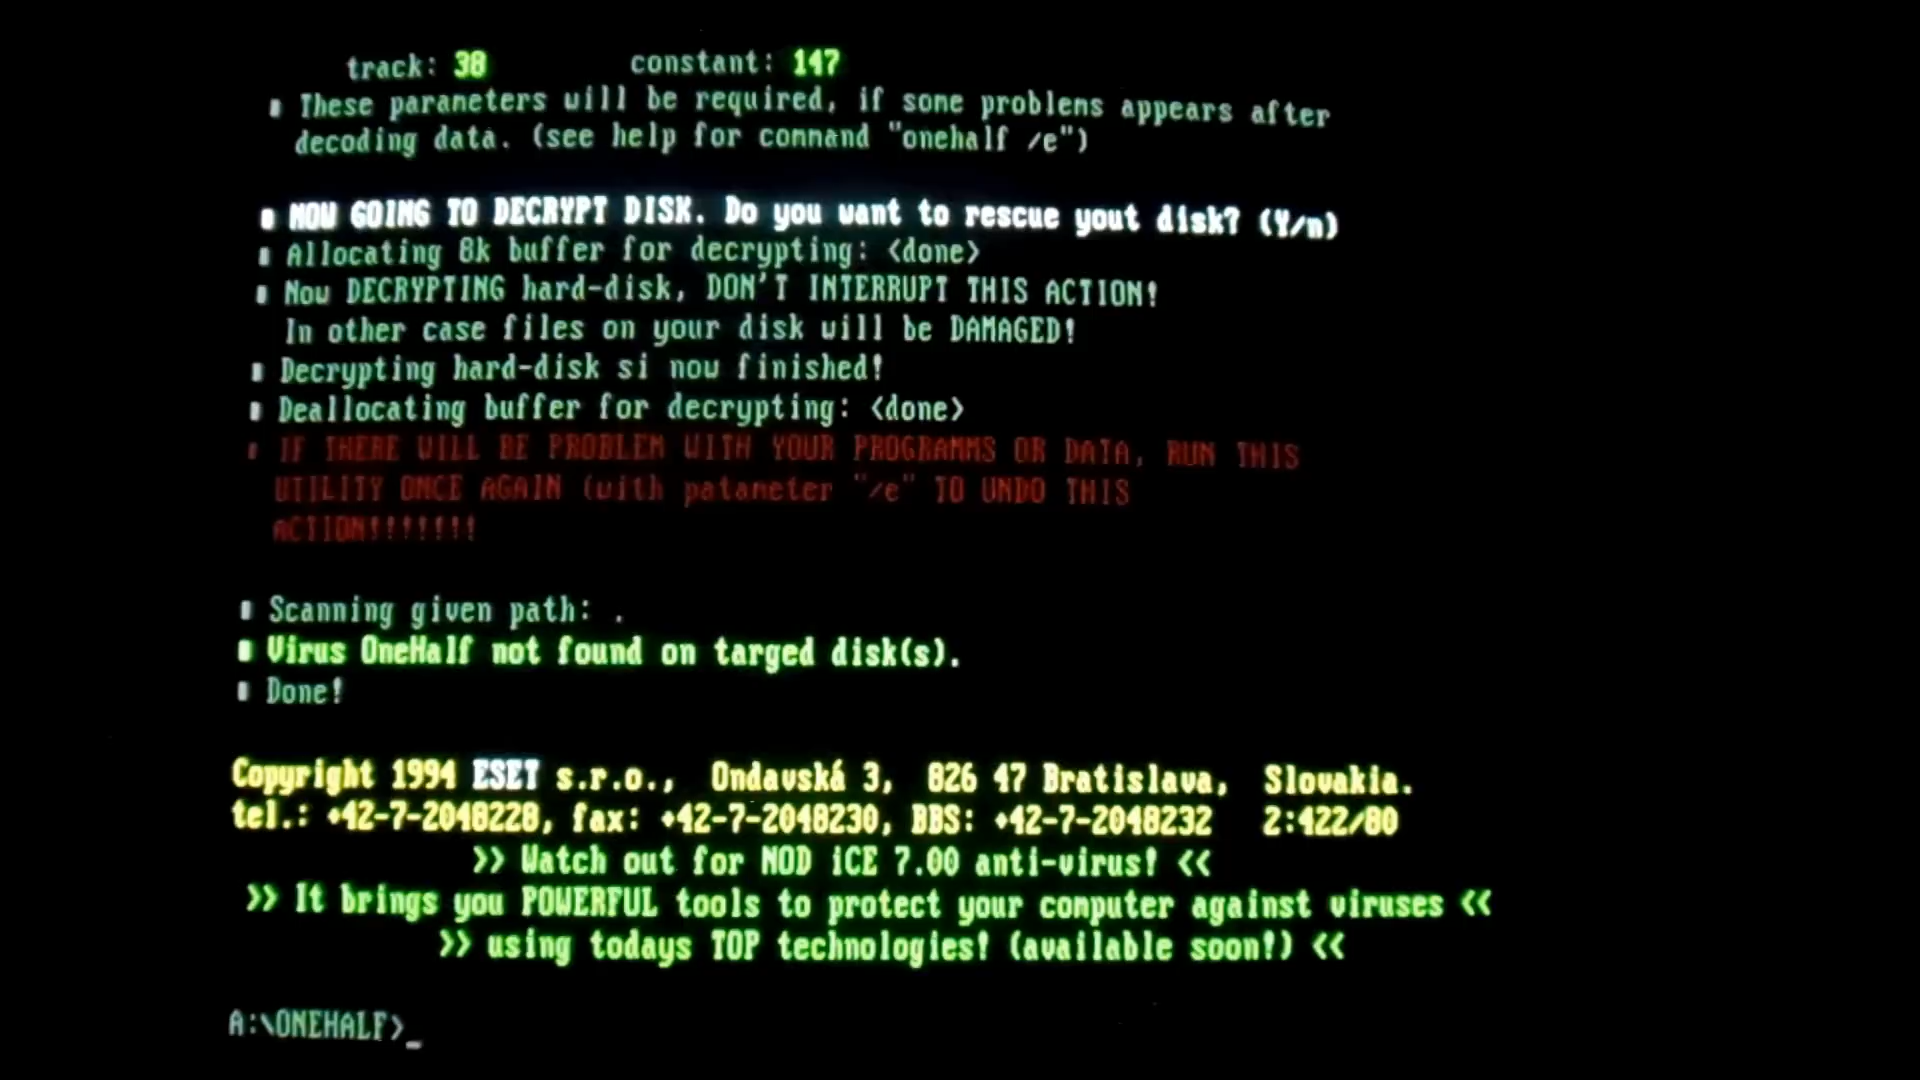 track: 38 constant: 147
These parameters will be required, if some problems appears after
decoding data. (see help for command "onehalf /e")
NOW GOING TO DECRYPT DISK. Do you want to rescue yout disk? (Y/n)
Allocating 8k buffer for decrypting: <done>
Now DECRYPTING hard-disk, DON'T INTERRUPT THIS ACTION!
In other case files on your disk will be DAMAGED!
Decrypting hard-disk si now finished!
Deallocating buffer for decrypting: <done>
IF THERE WILL BE PROBLEM WITH YOUR PROGRAMMS OR DATA, RUN THIS
UTILITY ONCE AGAIN (with patameter "/e" TO UNDO THIS
ACTION!!!!!!!
Scanning given path: .
Virus OneHalf not found on targed disk(s).
Done!
Copyright 1994 ESET s.r.o., Ondavská 3, 826 47 Bratislava, Slovakia.
tel.: +42-7-2048228, fax: +42-7-2048230, BBS: +42-7-2048232 2:422/80
>> Watch out for NOD iCE 7.00 anti-virus! <<
>> It brings you POWERFUL tools to protect your computer against viruses <<
>> using todays TOP technologies! (available soon!) <<
A:\ONEHALF>_